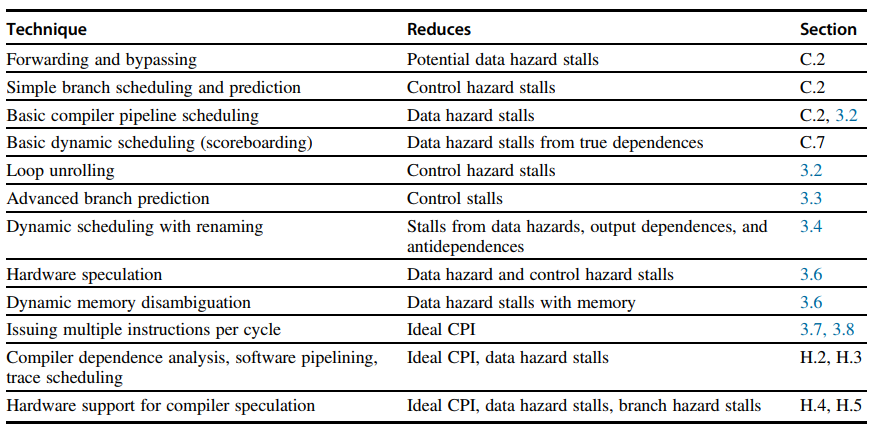 Technique Reduces Section
Forwarding and bypassing Potential data hazard stalls C.2
Simple branch scheduling and prediction Control hazard stalls C.2
Basic compiler pipeline scheduling Data hazard stalls C.2, 3.2
Basic dynamic scheduling (scoreboarding) Data hazard stalls from true dependences C.7
Loop unrolling Control hazard stalls 3.2
Advanced branch prediction Control stalls 3.3
Dynamic scheduling with renaming Stalls from data hazards, output dependences, and 3.4
antidependences
Hardware speculation Data hazard and control hazard stalls 3.6
Dynamic memory disambiguation Data hazard stalls with memory 3.6
Issuing multiple instructions per cycle Ideal CPI 3.7, 3.8
Compiler dependence analysis, software pipelining, Ideal CPI, data hazard stalls H.2, H.3
trace scheduling
Hardware support for compiler speculation Ideal CPI, data hazard stalls, branch hazard stalls H.4, H.5